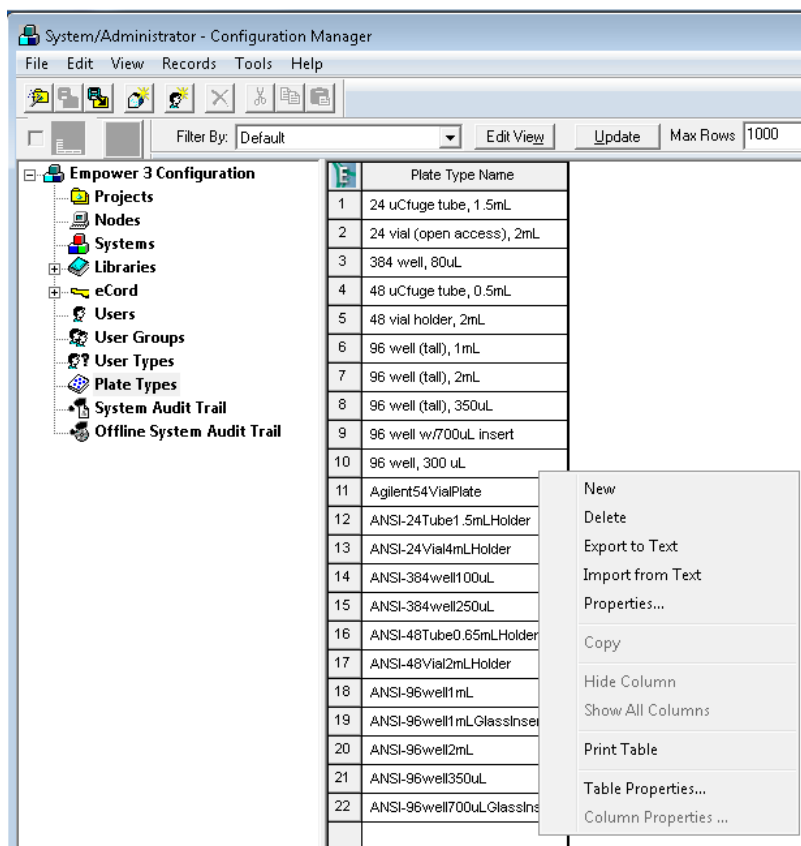 System/Administrator - Configuration Manager
File Edit View Records Tools Help
Filter By: Default Edit View Update Max Rows 1000
Empower 3 Configuration
Projects
Nodes
Systems
Libraries
eCord
Users
User Groups
User Types
Plate Types
System Audit Trail
Offline System Audit Trail
Plate Type Name
1 24 uCfuge tube, 1.5mL
2 24 vial (open access), 2mL
3 384 well, 80uL
4 48 uCfuge tube, 0.5mL
5 48 vial holder, 2mL
6 96 well (tall), 1mL
7 96 well (tall), 2mL
8 96 well (tall), 350uL
9 96 well w/700uL insert
10 96 well, 300 uL
11 Agilent54VialPlate
12 ANSI-24Tube1.5mLHolder
13 ANSI-24Vial4mLHolder
14 ANSI-384well100uL
15 ANSI-384well250uL
16 ANSI-48Tube0.65mLHolder
17 ANSI-48Vial2mLHolder
18 ANSI-96well1mL
19 ANSI-96well1mLGlassInser
20 ANSI-96well2mL
21 ANSI-96well350uL
22 ANSI-96well700uLGlassIns
New
Delete
Export to Text
Import from Text
Properties...
Copy
Hide Column
Show All Columns
Print Table
Table Properties...
Column Properties ...